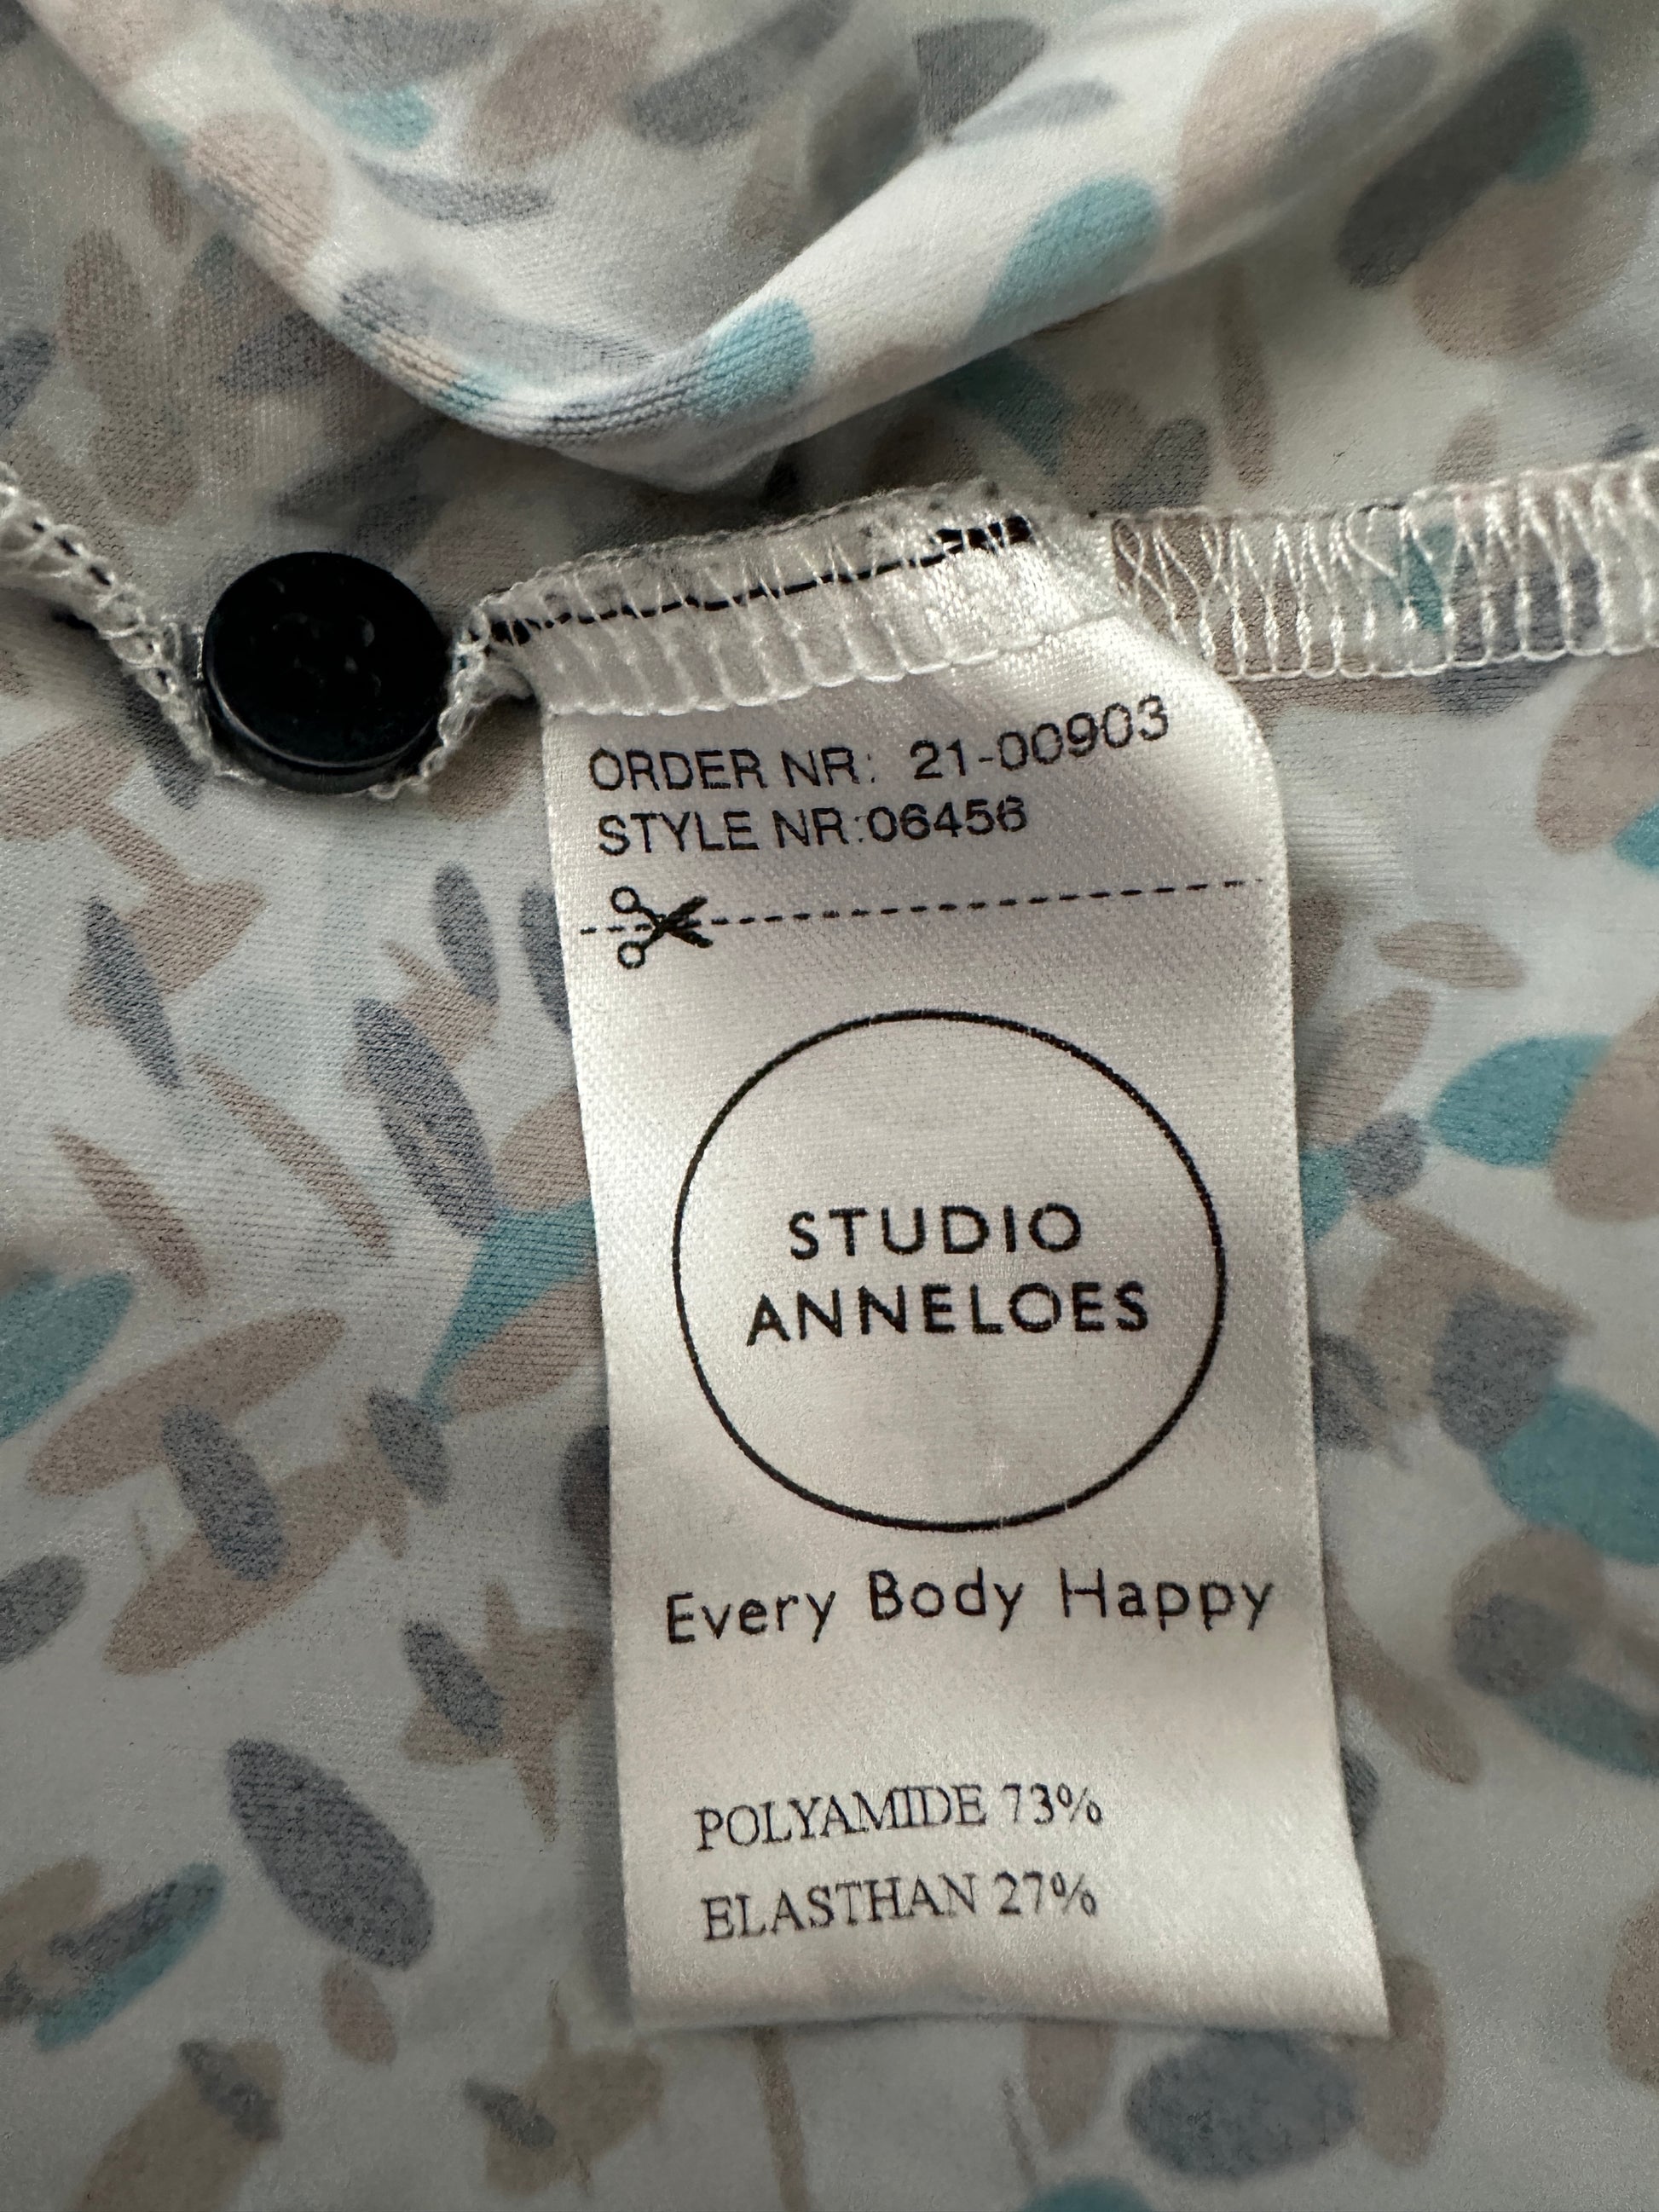 ORDER NR: 21-00903
STYLE NR:06456
STUDIO
ANNELOES
Every Body Happy
POLYAMIDE 73%
ELASTHAN 27%